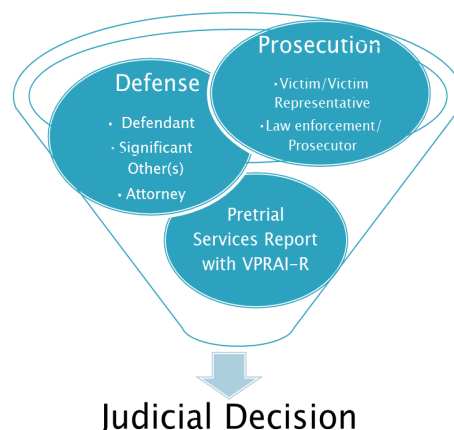 Prosecution
• Victim/Victim
Representative
• Law enforcement/
Prosecutor
Defense
• Defendant
• Significant
Other(s)
• Attorney
Pretrial
Services Report
with VPRAI-R
Judicial Decision